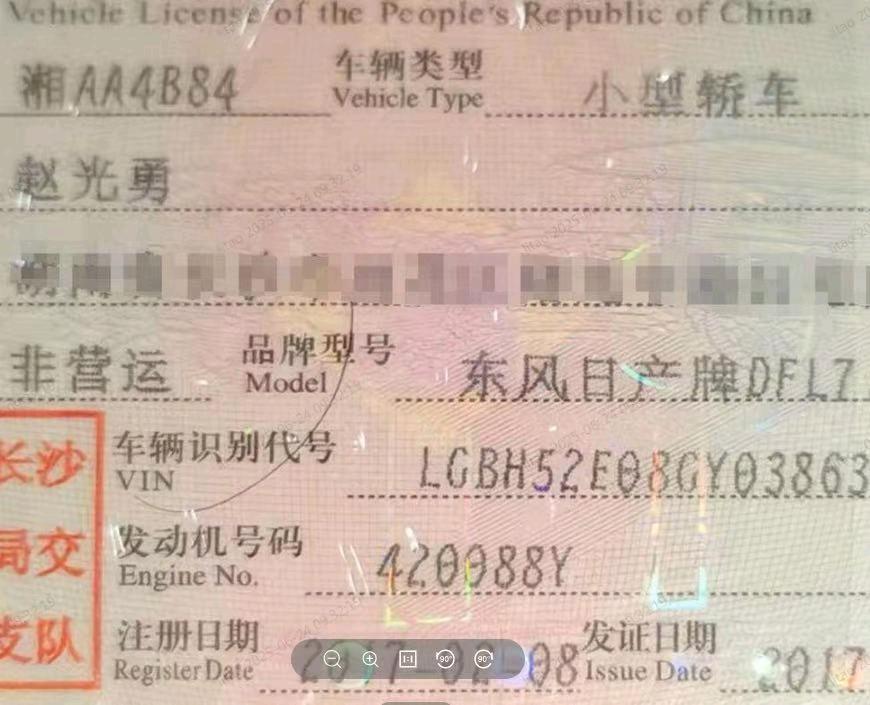 Vehicle License of the People's Republic of China
湘AA4B84 车辆类型 Vehicle Type 小型轿车
赵光勇
非营运 品牌型号 Model 东风日产牌DFL7
长沙 车辆识别代号 VIN LGBH52E08GY03863
局交 发动机号码 Engine No. 420088Y
支队 注册日期 Register Date 发证日期 Issue Date 2017